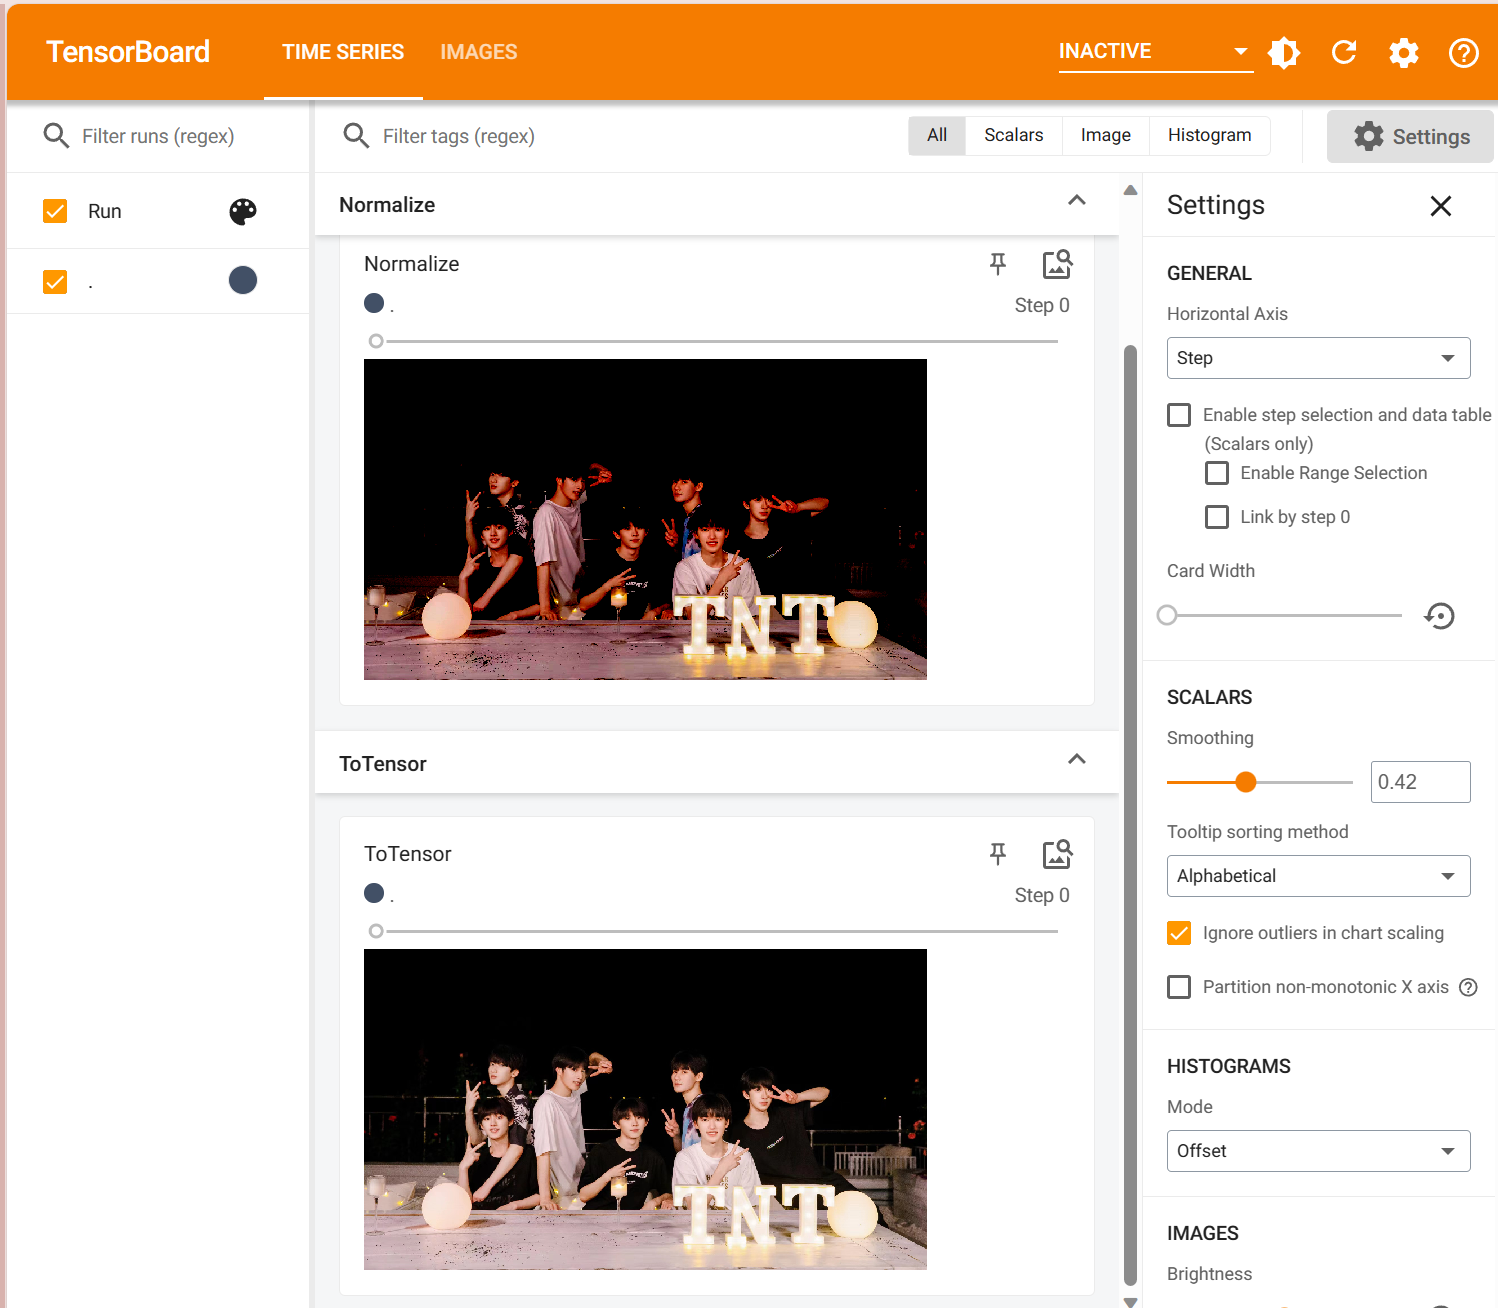 TensorBoard
TIME SERIES
IMAGES
INACTIVE
Filter runs (regex)
Filter tags (regex)
All
Scalars
Image
Histogram
Settings
Run
.
Normalize
Normalize
.
Step 0
TNT
ToTensor
ToTensor
.
Step 0
TNT
Settings
GENERAL
Horizontal Axis
Step
Enable step selection and data table
(Scalars only)
Enable Range Selection
Link by step 0
Card Width
SCALARS
Smoothing
0.42
Tooltip sorting method
Alphabetical
Ignore outliers in chart scaling
Partition non-monotonic X axis
HISTOGRAMS
Mode
Offset
IMAGES
Brightness